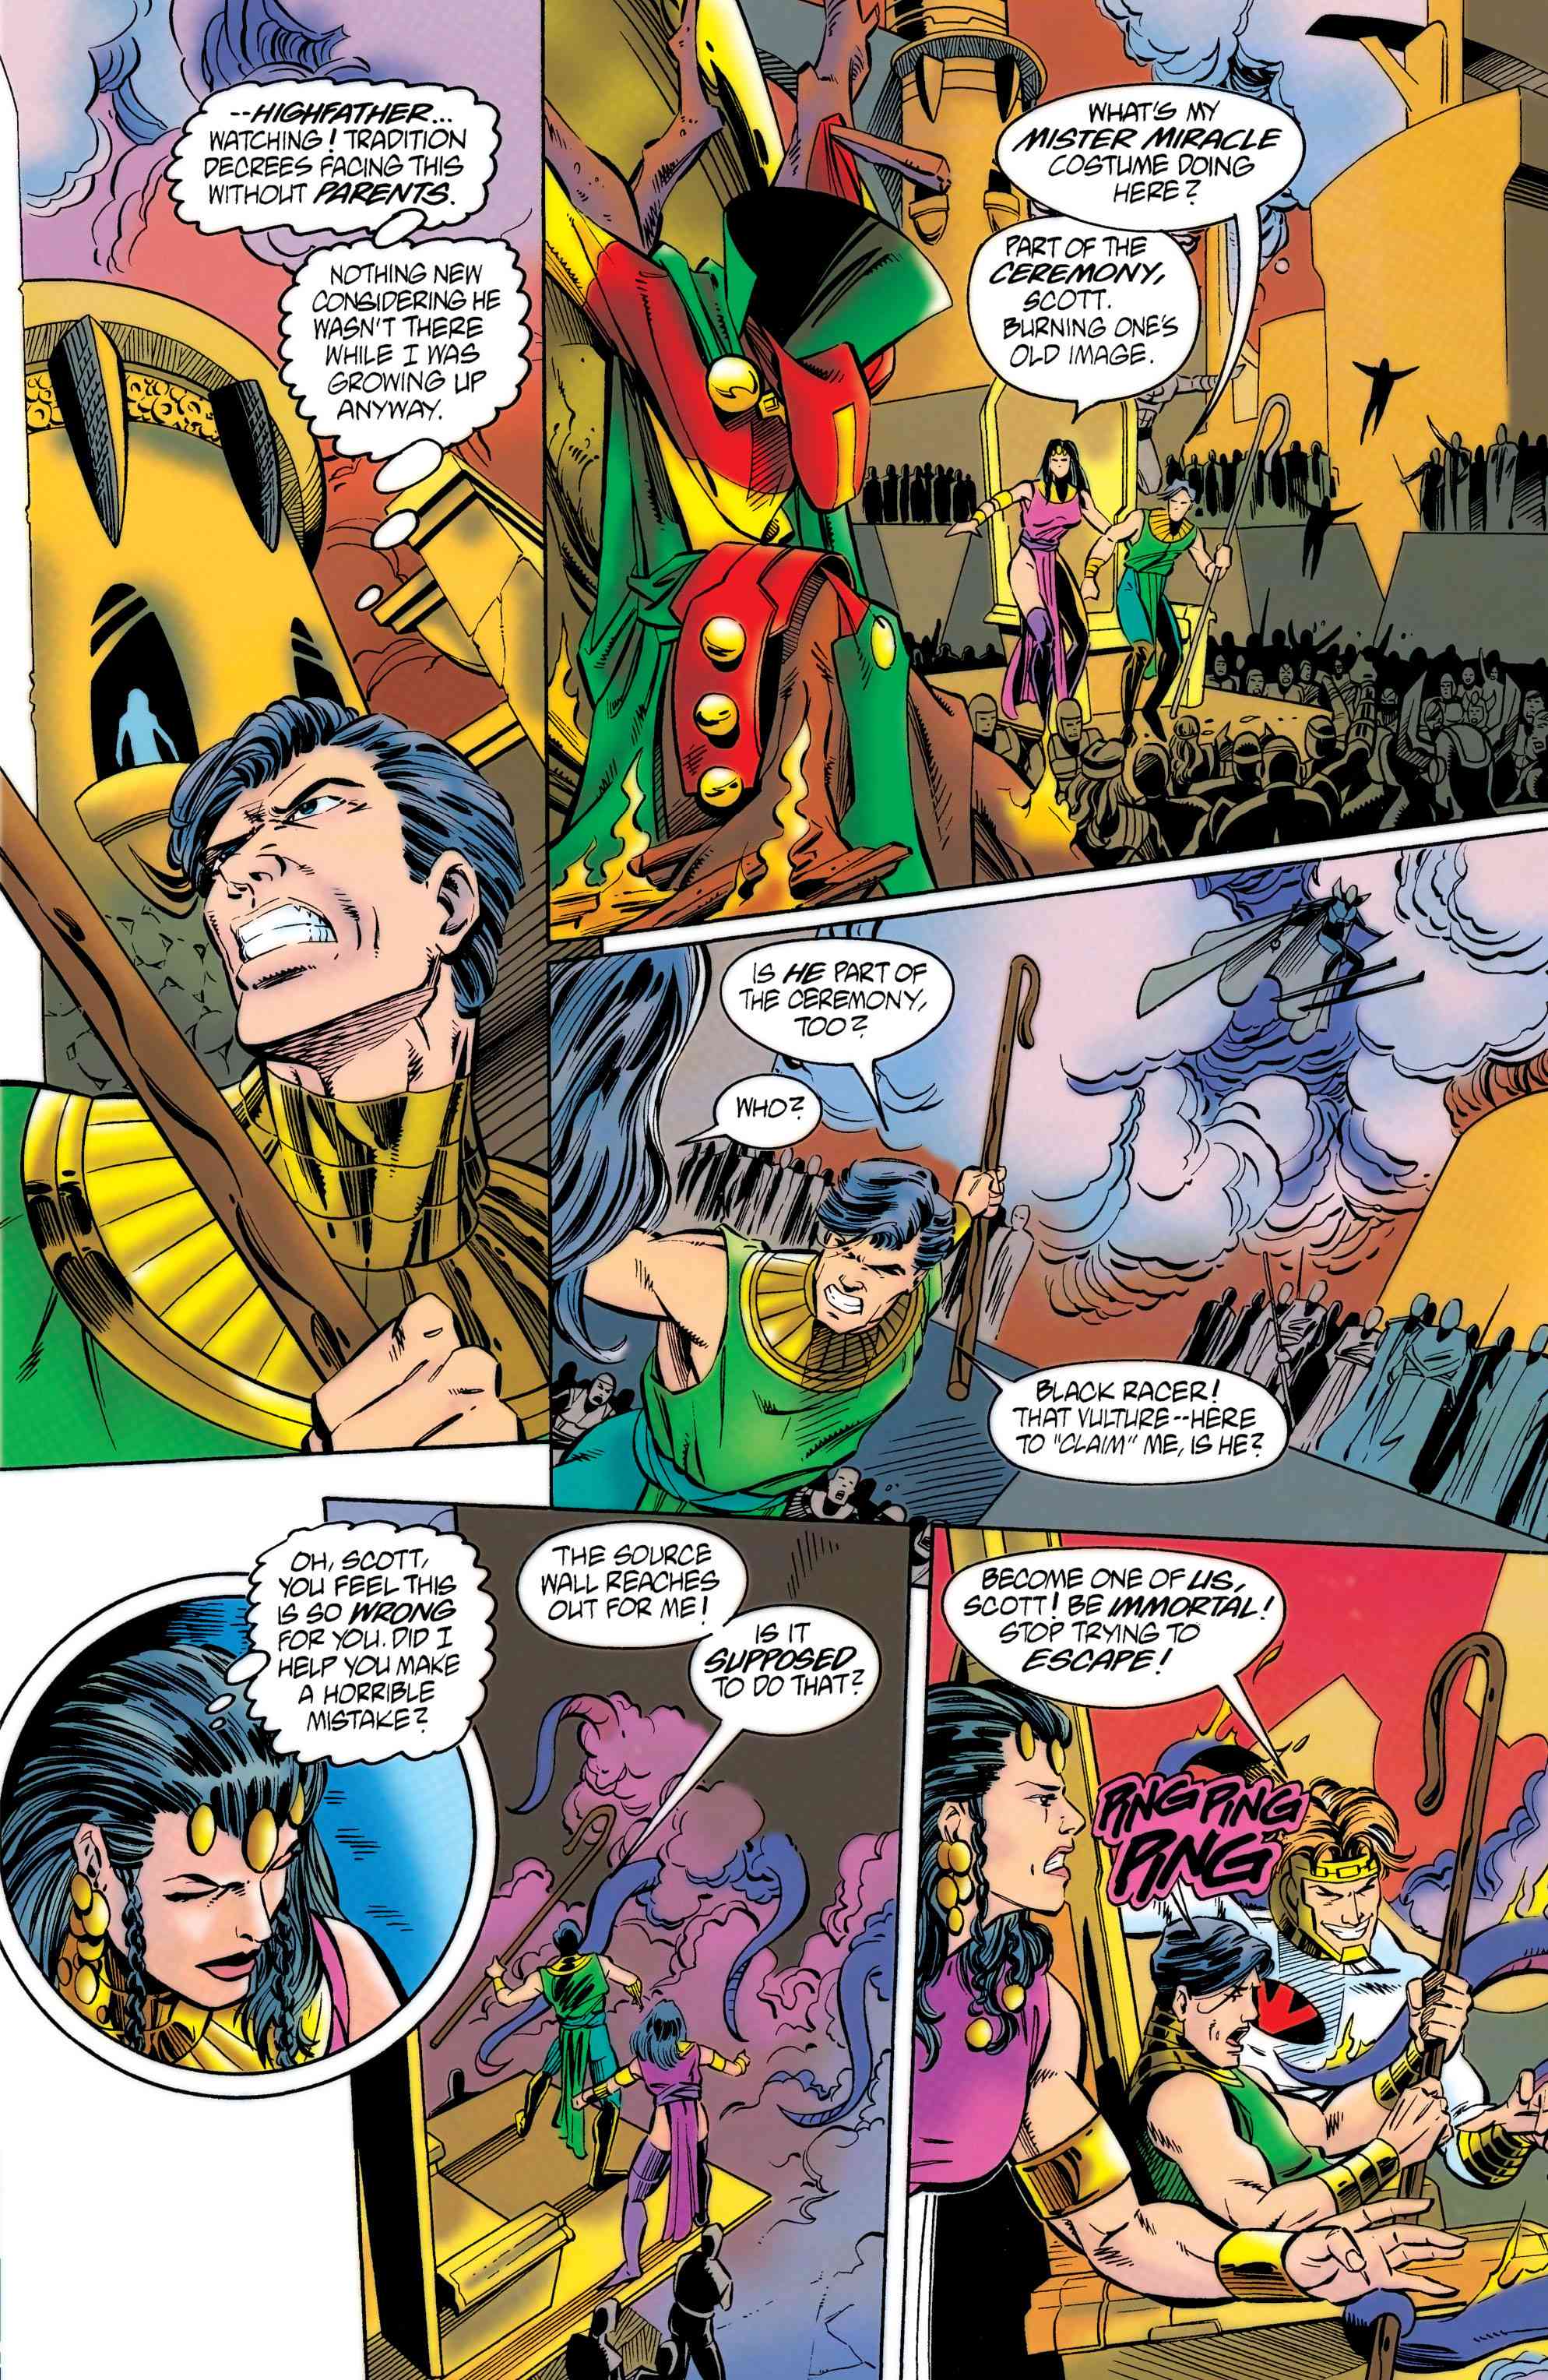 --HIGHFATHER...
WATCHING! TRADITION
DECREES FACING THIS
WITHOUT PARENTS.
NOTHING NEW
CONSIDERING HE
WASN'T THERE
WHILE I WAS
GROWING UP
ANYWAY.
WHAT'S MY
MISTER MIRACLE
COSTUME DOING
HERE?
PART OF THE
CEREMONY,
SCOTT.
BURNING ONE'S
OLD IMAGE.
IS HE PART OF
THE CEREMONY,
TOO?
WHO?
BLACK RACER!
THAT VULTURE--HERE
TO "CLAIM" ME, IS HE?
OH, SCOTT,
YOU FEEL THIS
IS SO WRONG
FOR YOU. DID I
HELP YOU MAKE
A HORRIBLE
MISTAKE?
THE SOURCE
WALL REACHES
OUT FOR ME!
IS IT
SUPPOSED
TO DO THAT?
BECOME ONE OF US,
SCOTT! BE IMMORTAL!
STOP TRYING TO
ESCAPE!
PING PING
PING